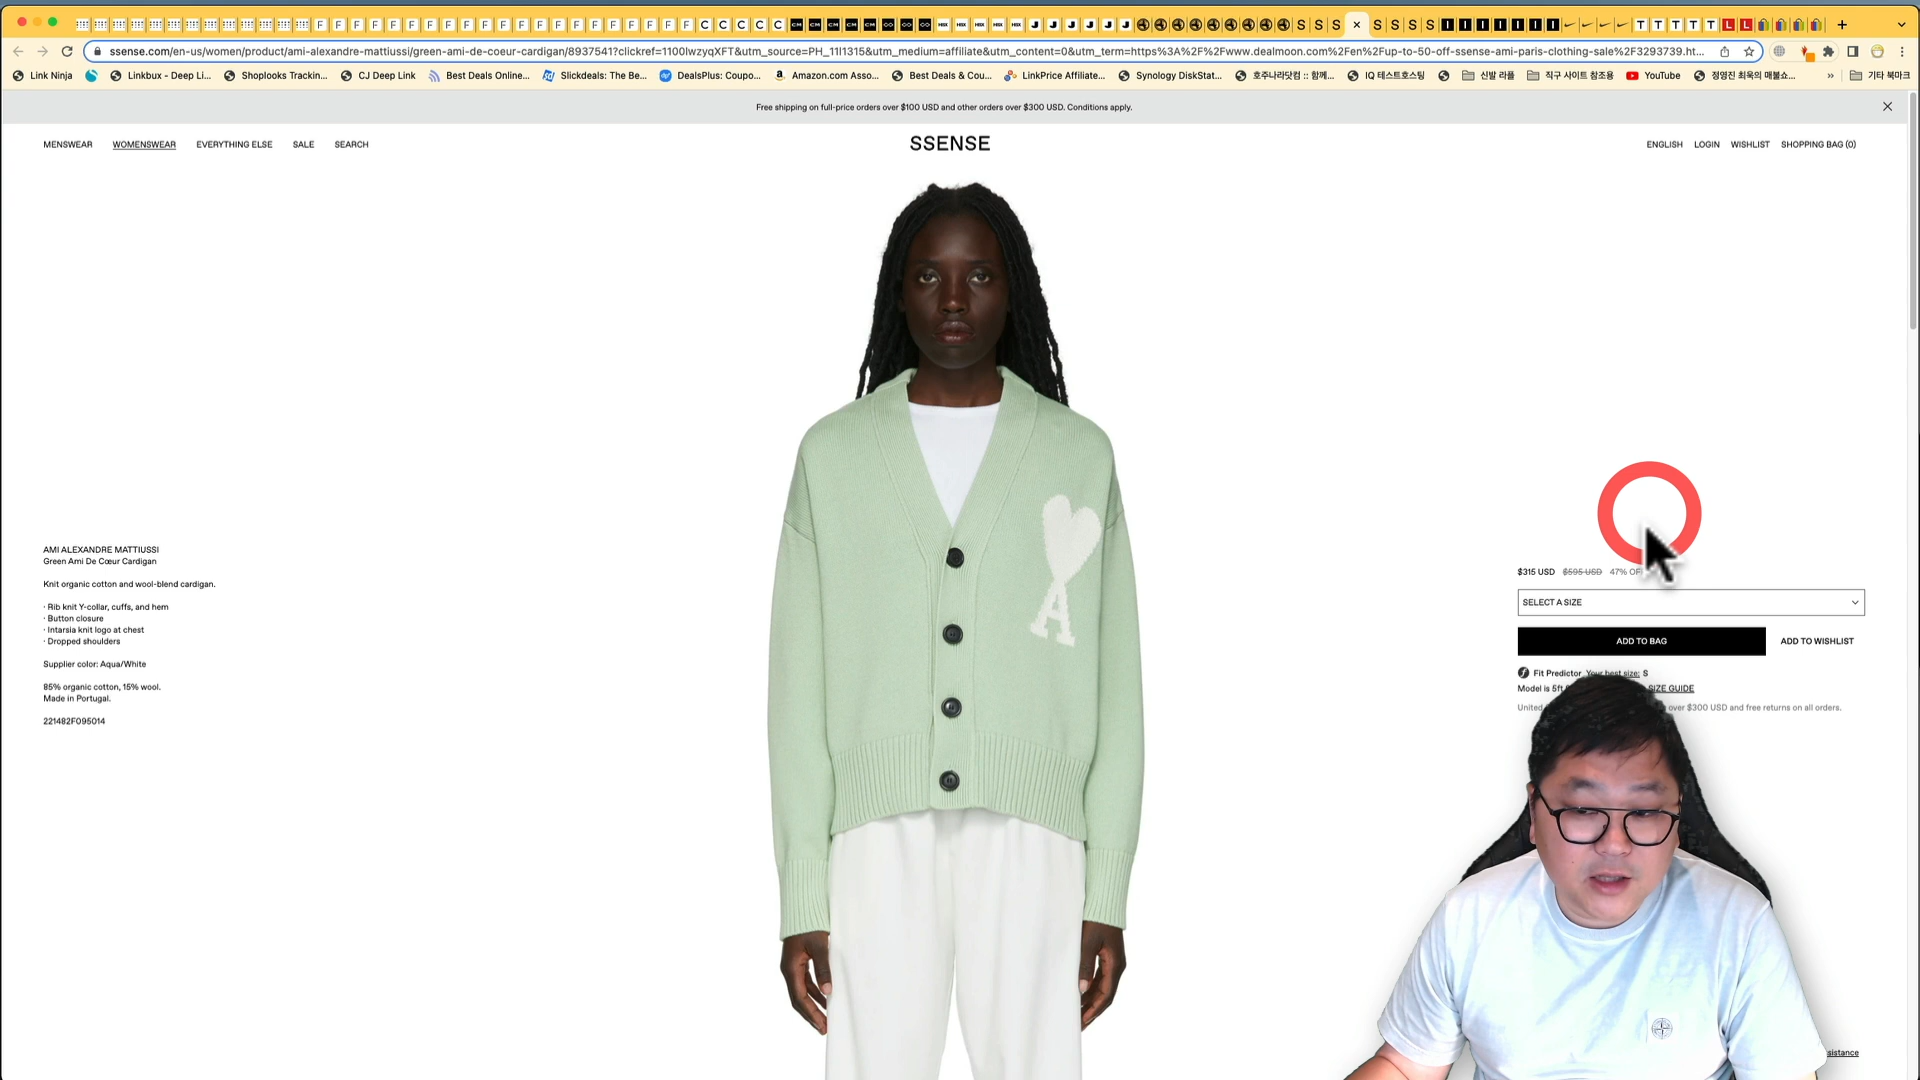 ssense.com/en-us/women/product/ami-alexandre-mattiussi/green-ami-de-coeur-cardigan/8937541?clickref=1100lwzyqXFT&utm_source=PH_11l1315&utm_medium=affiliate&utm_content=0&utm_term=https%3A%2F%2Fwww.dealmoon.com%2Fen%2Fup-to-50-off-ssense-ami-paris-clothing-sale%2F3293739.ht...
Link Ninja
Linkbux - Deep Li...
Shoplooks Trackin...
CJ Deep Link
Best Deals Online...
Slickdeals: The Be...
DealsPlus: Coupo...
Amazon.com Asso...
Best Deals & Cou...
LinkPrice Affiliate...
Synology DiskStat...
호주나라닷컴 :: 함께...
IQ 테스트호스팅
신발 라플
직구 사이트 참조용
YouTube
정영진 최욱의 매불쇼...
»
기타 북마크
Free shipping on full-price orders over $100 USD and other orders over $300 USD. Conditions apply.
MENSWEAR WOMENSWEAR EVERYTHING ELSE SALE SEARCH
SSENSE
ENGLISH LOGIN WISHLIST SHOPPING BAG (0)
AMI ALEXANDRE MATTIUSSI
Green Ami De Cœur Cardigan
Knit organic cotton and wool-blend cardigan.
· Rib knit Y-collar, cuffs, and hem
· Button closure
· Intarsia knit logo at chest
· Dropped shoulders
Supplier color: Aqua/White
85% organic cotton, 15% wool.
Made in Portugal.
221482F095014
A
$315 USD $595 USD 47% OF
SELECT A SIZE
ADD TO BAG
ADD TO WISHLIST
Fit Predictor Your best size: S
Model is 5ft SIZE GUIDE
United over $300 USD and free returns on all orders.
sistance